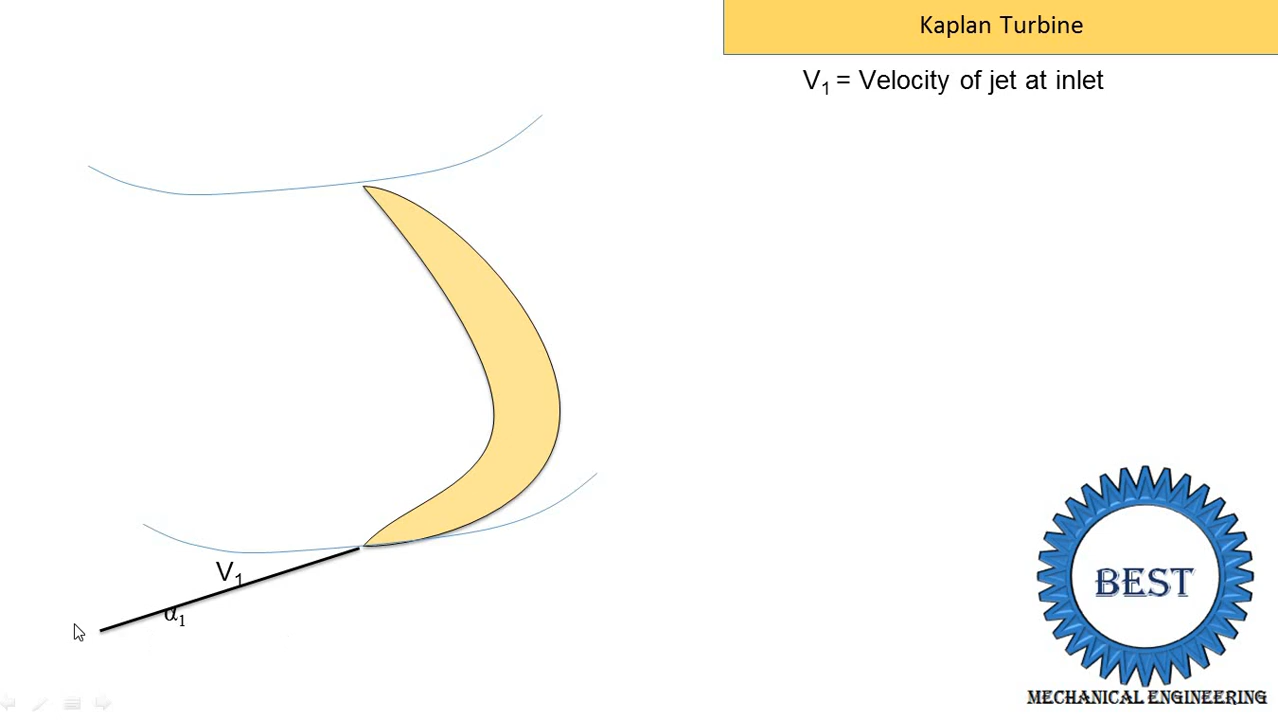 Kaplan Turbine
V₁ = Velocity of jet at inlet
V₁
α₁
BEST
MECHANICAL ENGINEERING